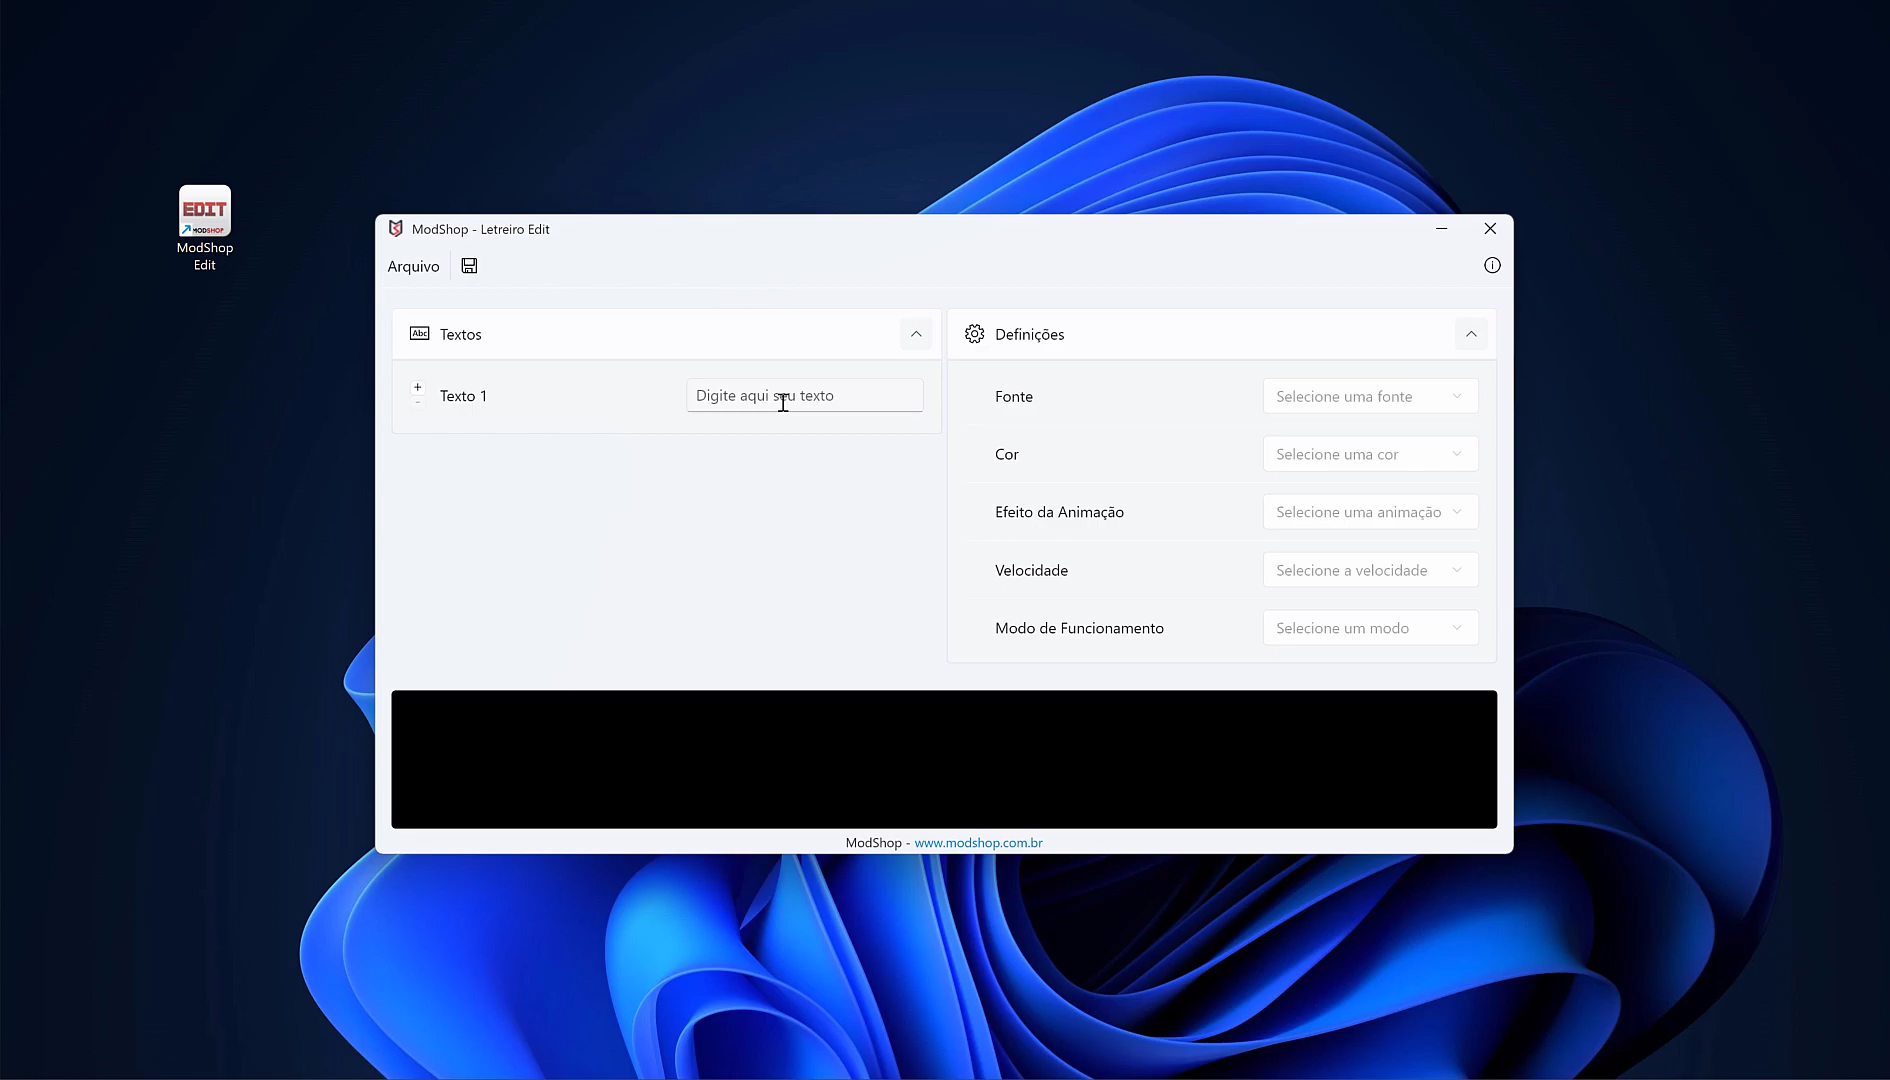 EDIT
MODSHOP
ModShop
Edit
ModShop - Letreiro Edit
Arquivo
Abc Textos
+ Texto 1 Digite aqui seu texto
-
Definições
Fonte Selecione uma fonte
Cor Selecione uma cor
Efeito da Animação Selecione uma animação
Velocidade Selecione a velocidade
Modo de Funcionamento Selecione um modo
ModShop - www.modshop.com.br